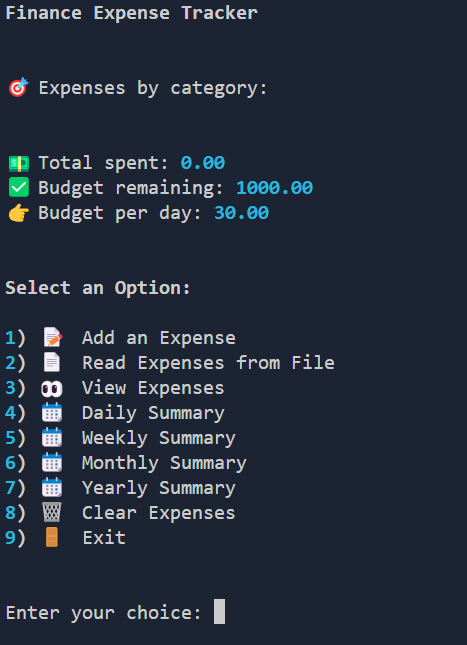 Finance Expense Tracker
🎯 Expenses by category:
💵 Total spent: 0.00
✅ Budget remaining: 1000.00
👉 Budget per day: 30.00
Select an Option:
1) 📝 Add an Expense
2) 📄 Read Expenses from File
3) 👀 View Expenses
4) 📅 Daily Summary
5) 📅 Weekly Summary
6) 📅 Monthly Summary
7) 📅 Yearly Summary
8) 🗑️ Clear Expenses
9) 🚪 Exit
Enter your choice: